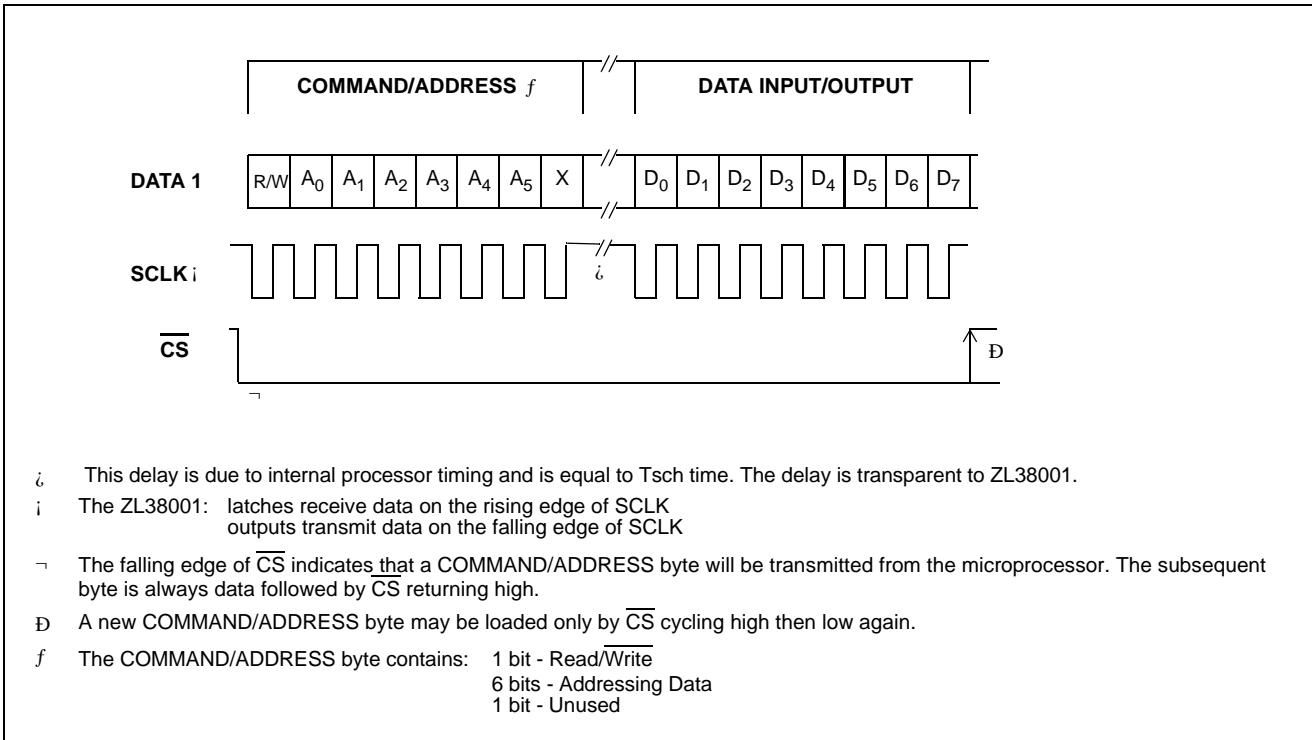 COMMAND/ADDRESS ƒ // DATA INPUT/OUTPUT
DATA 1 R/W A₀ A₁ A₂ A₃ A₄ A₅ X // D₀ D₁ D₂ D₃ D₄ D₅ D₆ D₇
//
SCLK ¡ // ¿
C̅S̅ Ð
¬
¿ This delay is due to internal processor timing and is equal to Tsch time. The delay is transparent to ZL38001.
¡ The ZL38001: latches receive data on the rising edge of SCLK
outputs transmit data on the falling edge of SCLK
¬ The falling edge of C̅S̅ indicates that a COMMAND/ADDRESS byte will be transmitted from the microprocessor. The subsequent
byte is always data followed by C̅S̅ returning high.
Ð A new COMMAND/ADDRESS byte may be loaded only by C̅S̅ cycling high then low again.
ƒ The COMMAND/ADDRESS byte contains: 1 bit - Read/W̅r̅i̅t̅e̅
6 bits - Addressing Data
1 bit - Unused